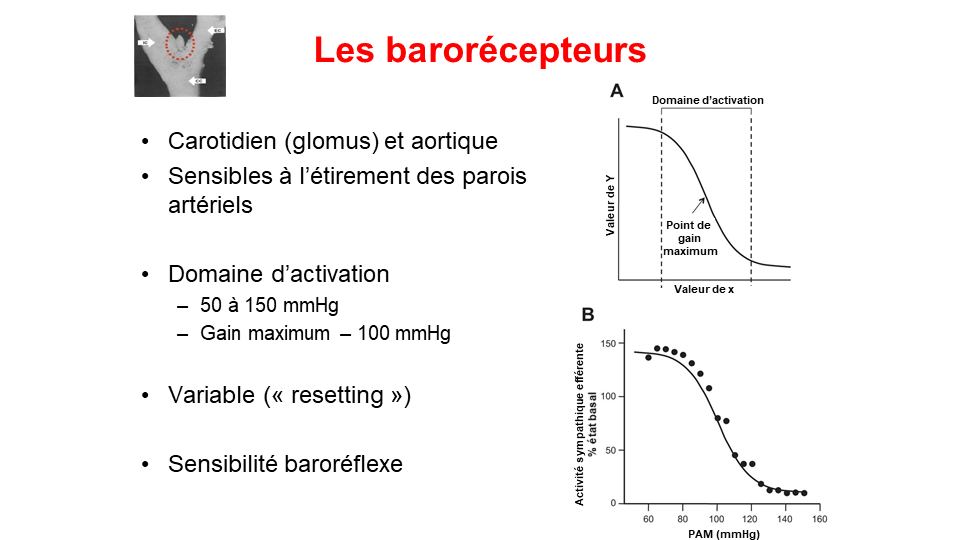 Les barorécepteurs
IC
EC
CC
• Carotidien (glomus) et aortique
• Sensibles à l’étirement des parois
artériels
• Domaine d’activation
– 50 à 150 mmHg
– Gain maximum – 100 mmHg
• Variable (« resetting »)
• Sensibilité baroréflexe
A
Domaine d’activation
Valeur de Y
Point de
gain
maximum
Valeur de x
B
Activité sympathique efférente
% état basal
150
100
50
0
60 80 100 120 140 160
PAM (mmHg)